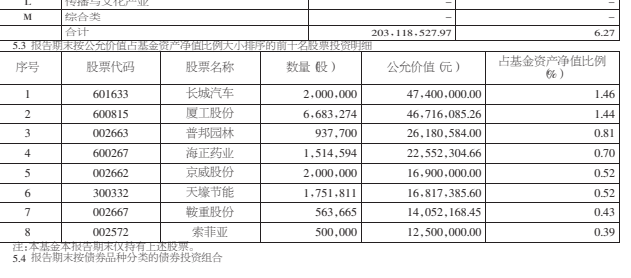 L 传播与文化产业 - -
M 综合类 - -
合计 203,118,527.97 6.27
5.3 报告期末按公允价值占基金资产净值比例大小排序的前十名股票投资明细
序号 股票代码 股票名称 数量(股) 公允价值(元) 占基金资产净值比例
(%)
1 601633 长城汽车 2,000,000 47,400,000.00 1.46
2 600815 厦工股份 6,683,274 46,716,085.26 1.44
3 002663 普邦园林 937,700 26,180,584.00 0.81
4 600267 海正药业 1,514,594 22,552,304.66 0.70
5 002662 京威股份 2,000,000 16,900,000.00 0.52
6 300332 天壕节能 1,751,811 16,817,385.60 0.52
7 002667 鞍重股份 563,665 14,052,168.45 0.43
8 002572 索菲亚 500,000 12,500,000.00 0.39
注:本基金本报告期末仅持有上述股票。
5.4 报告期末按债券品种分类的债券投资组合